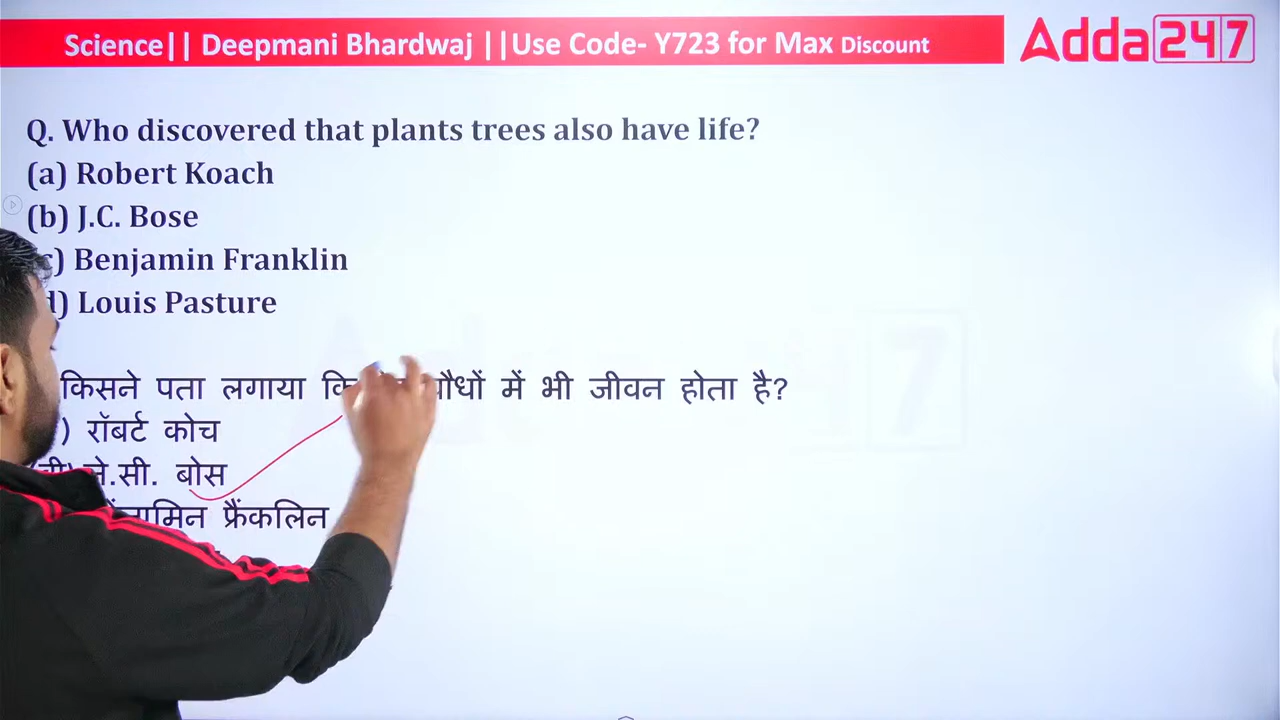 Science|| Deepmani Bhardwaj ||Use Code- Y723 for Max Discount
Adda247
Q. Who discovered that plants trees also have life?
(a) Robert Koach
(b) J.C. Bose
c) Benjamin Franklin
d) Louis Pasture
किसने पता लगाया कि पौधों में भी जीवन होता है?
) रॉबर्ट कोच
जे.सी. बोस
फ्रैंकलिन